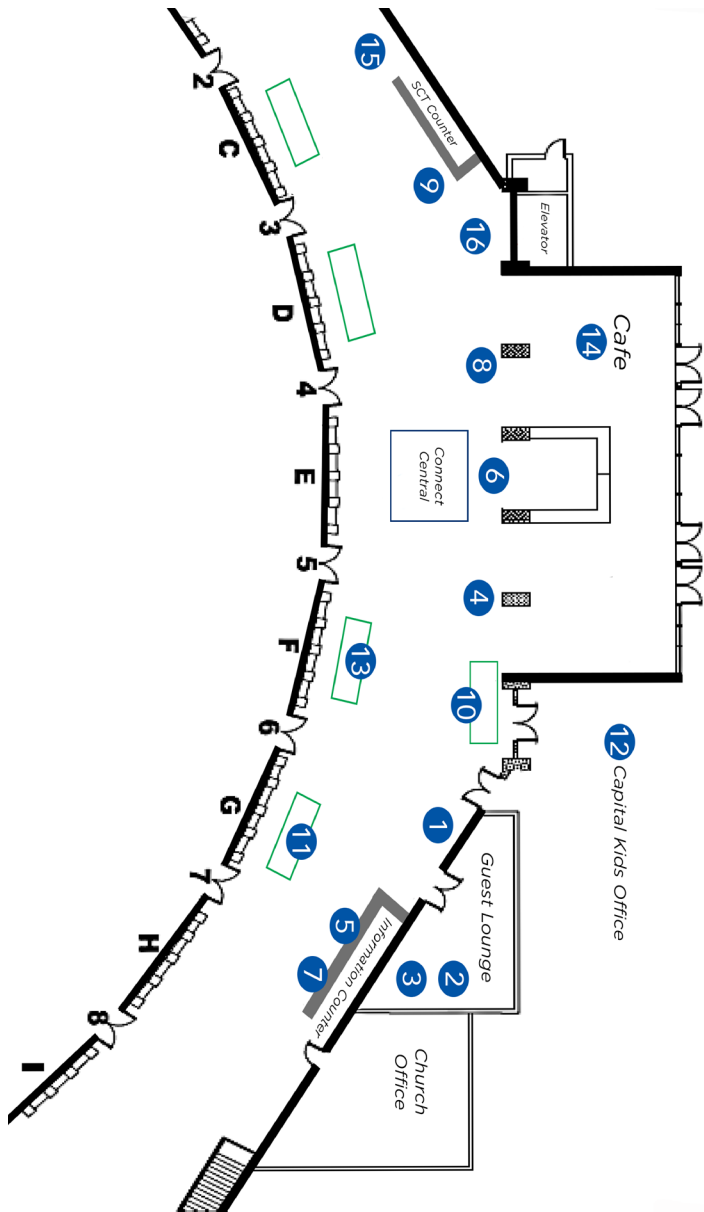 15
SCT Counter
9
16
Elevator
Cafe
14
8
6
Connect
Central
4
10
12
Capital Kids Office
13
11
1
Guest Lounge
2
3
5
7
Information Counter
Church
Office
2
C
3
D
4
E
5
F
6
G
7
H
8
I